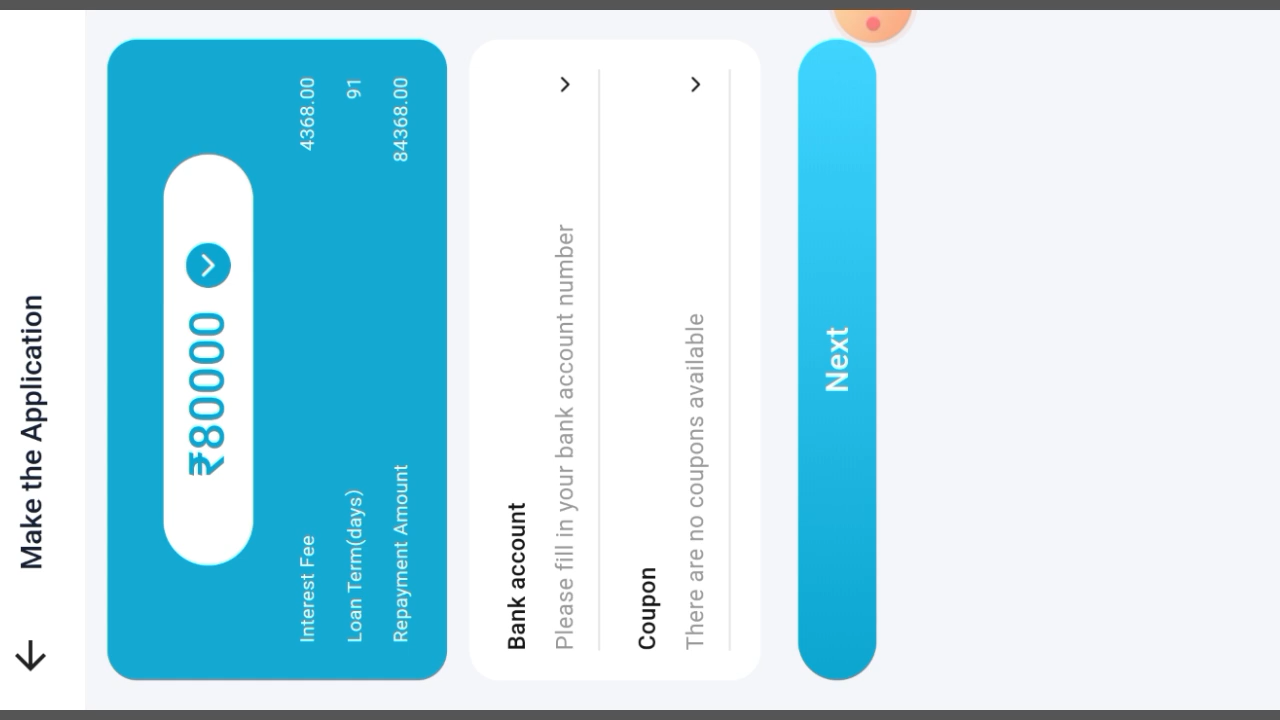 Make the Application
₹80000
Interest Fee 4368.00
Loan Term(days) 91
Repayment Amount 84368.00
Bank account
Please fill in your bank account number
Coupon
There are no coupons available
Next